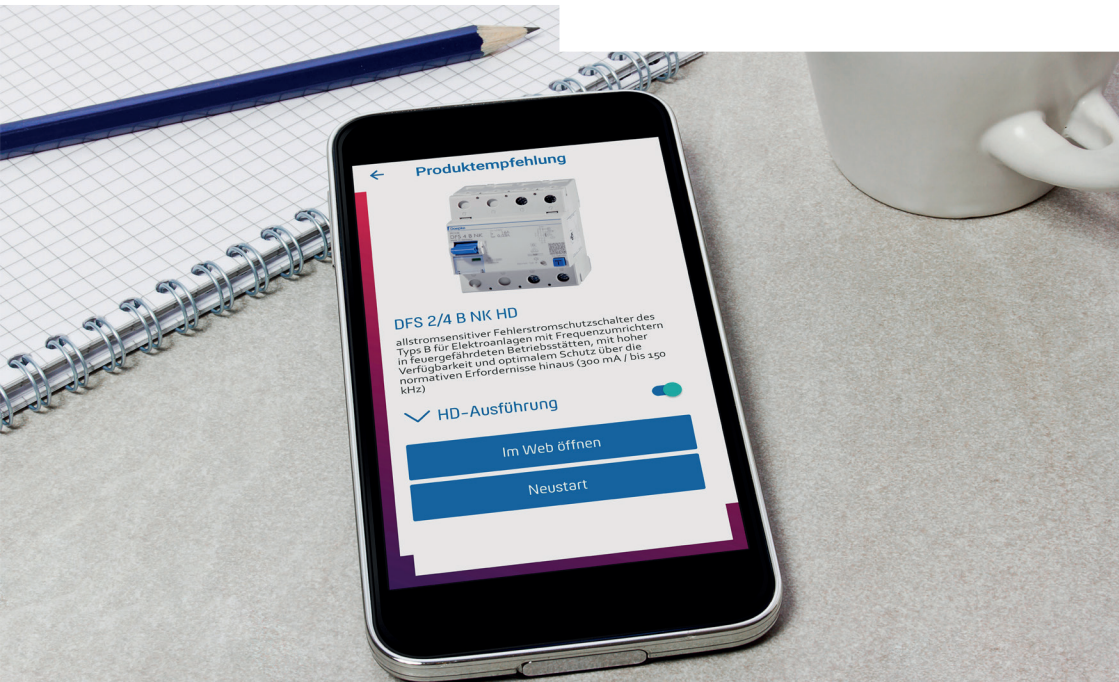 ← Produktempfehlung
DFS 2/4 B NK HD
allstromsensitiver Fehlerstromschutzschalter des
Typs B für Elektroanlagen mit Frequenzumrichtern
in feuergefährdeten Betriebsstätten, mit hoher
Verfügbarkeit und optimalem Schutz über die
normativen Erfordernisse hinaus (300 mA / bis 150
kHz)
HD-Ausführung
Im Web öffnen
Neustart